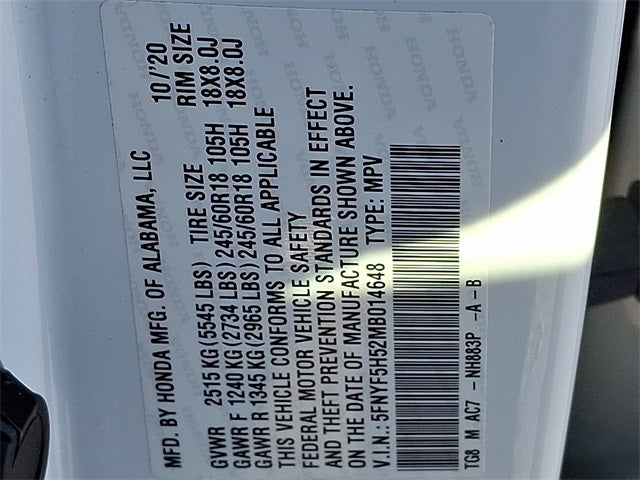 MFD. BY HONDA MFG. OF ALABAMA, LLC 10/'20
GVWR 2515 KG (5545 LBS) TIRE SIZE RIM SIZE
GAWR F 1240 KG (2734 LBS) 245/60R18 105H 18X8.0J
GAWR R 1345 KG (2965 LBS) 245/60R18 105H 18X8.0J
THIS VEHICLE CONFORMS TO ALL APPLICABLE
FEDERAL MOTOR VEHICLE SAFETY
AND THEFT PREVENTION STANDARDS IN EFFECT
ON THE DATE OF MANUFACTURE SHOWN ABOVE.
V.I.N.: 5FNYF5H52MB014648 TYPE: MPV
TG8 M AC7 - NH883P -A-B